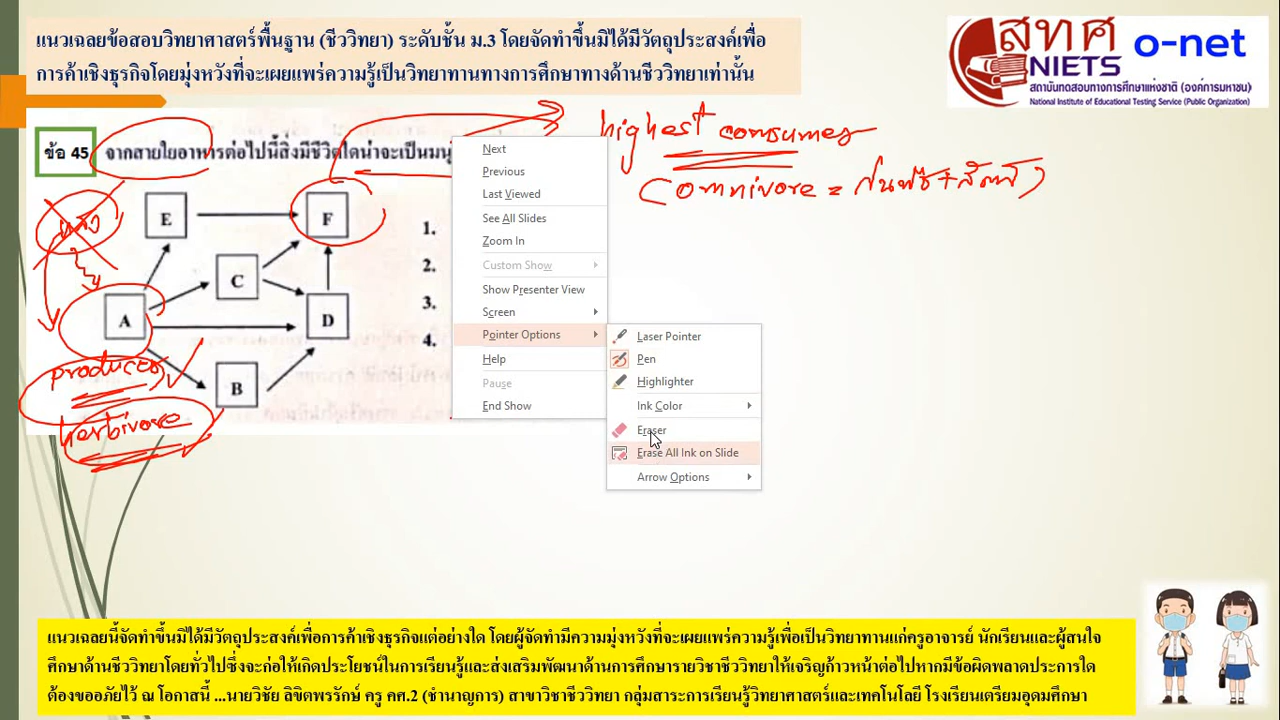 แนวเฉลยข้อสอบวิทยาศาสตร์พื้นฐาน (ชีววิทยา) ระดับชั้น ม.3 โดยจัดทำขึ้นมิได้มีวัตถุประสงค์เพื่อ
การค้าเชิงธุรกิจโดยมุ่งหวังที่จะเผยแพร่ความรู้เป็นวิทยาทานทางการศึกษาทางด้านชีววิทยาเท่านั้น
สทศ
NIETS
o-net
สถาบันทดสอบทางการศึกษาแห่งชาติ (องค์การมหาชน)
National Institute of Educational Testing Service (Public Organization)
ข้อ 45
จากสายใยอาหารต่อไปนี้สิ่งมีชีวิตใดน่าจะเป็นมนุ
highest consumer
(omnivore =
E
F
C
A
D
B
producer
herbivore
1.
2.
3.
4.
Next
Previous
Last Viewed
See All Slides
Zoom In
Custom Show
Show Presenter View
Screen
Pointer Options
Help
Pause
End Show
Laser Pointer
Pen
Highlighter
Ink Color
Eraser
Erase All Ink on Slide
Arrow Options
แนวเฉลยนี้จัดทำขึ้นมิได้มีวัตถุประสงค์เพื่อการค้าเชิงธุรกิจแต่อย่างใด โดยผู้จัดทำมีความมุ่งหวังที่จะเผยแพร่ความรู้เพื่อเป็นวิทยาทานแก่ครูอาจารย์ นักเรียนและผู้สนใจ
ศึกษาด้านชีววิทยาโดยทั่วไปซึ่งจะก่อให้เกิดประโยชน์ในการเรียนรู้และส่งเสริมพัฒนาด้านการศึกษารายวิชาชีววิทยาให้เจริญก้าวหน้าต่อไปหากมีข้อผิดพลาดประการใด
ต้องขออภัยไว้ ณ โอกาสนี้ ...นายวิชัย ลิขิตพรรักษ์ ครู คศ.2 (ชำนาญการ) สาขาวิชาชีววิทยา กลุ่มสาระการเรียนรู้วิทยาศาสตร์และเทคโนโลยี โรงเรียนเตรียมอุดมศึกษา